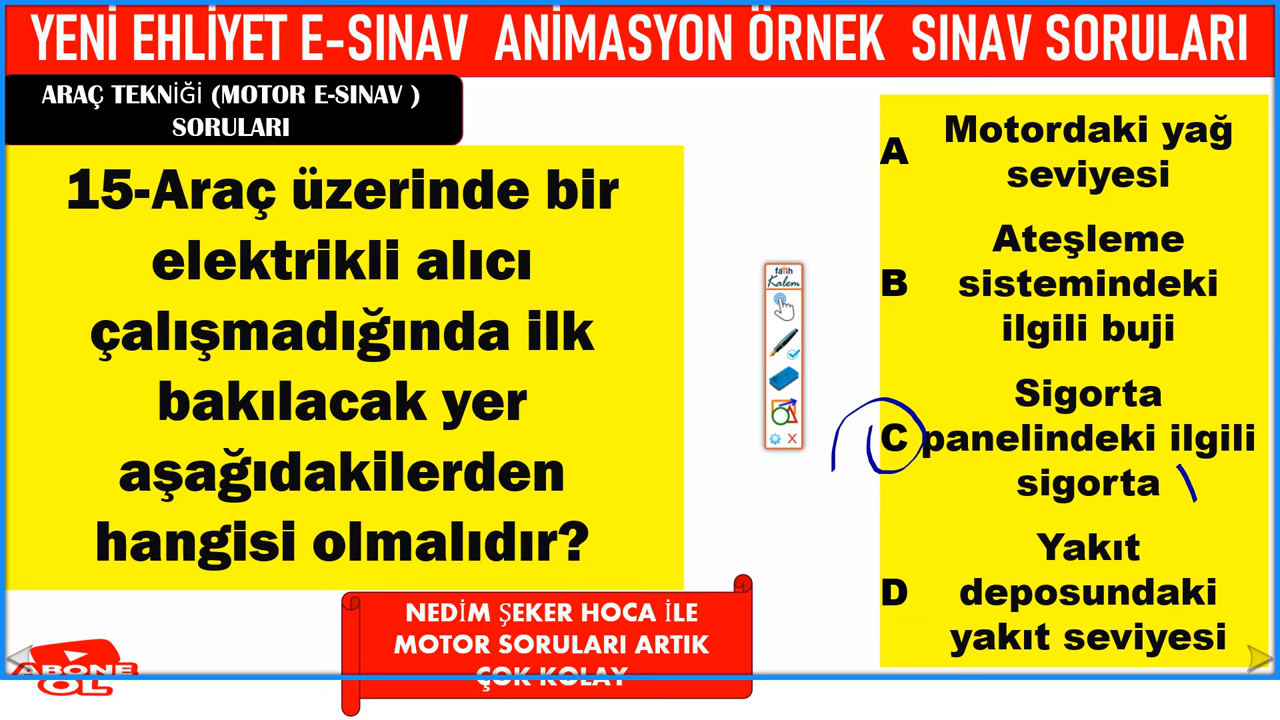 YENİ EHLİYET E-SINAV ANİMASYON ÖRNEK SINAV SORULARI
ARAÇ TEKNİĞİ (MOTOR E-SINAV )
SORULARI
15-Araç üzerinde bir
elektrikli alıcı
çalışmadığında ilk
bakılacak yer
aşağıdakilerden
hangisi olmalıdır?
fatih
Kalem
A
Motordaki yağ
seviyesi
B
Ateşleme
sistemindeki
ilgili buji
C
Sigorta
panelindeki ilgili
sigorta
D
Yakıt
deposundaki
yakıt seviyesi
NEDİM ŞEKER HOCA İLE
MOTOR SORULARI ARTIK
ÇOK KOLAY
ABONE
OL